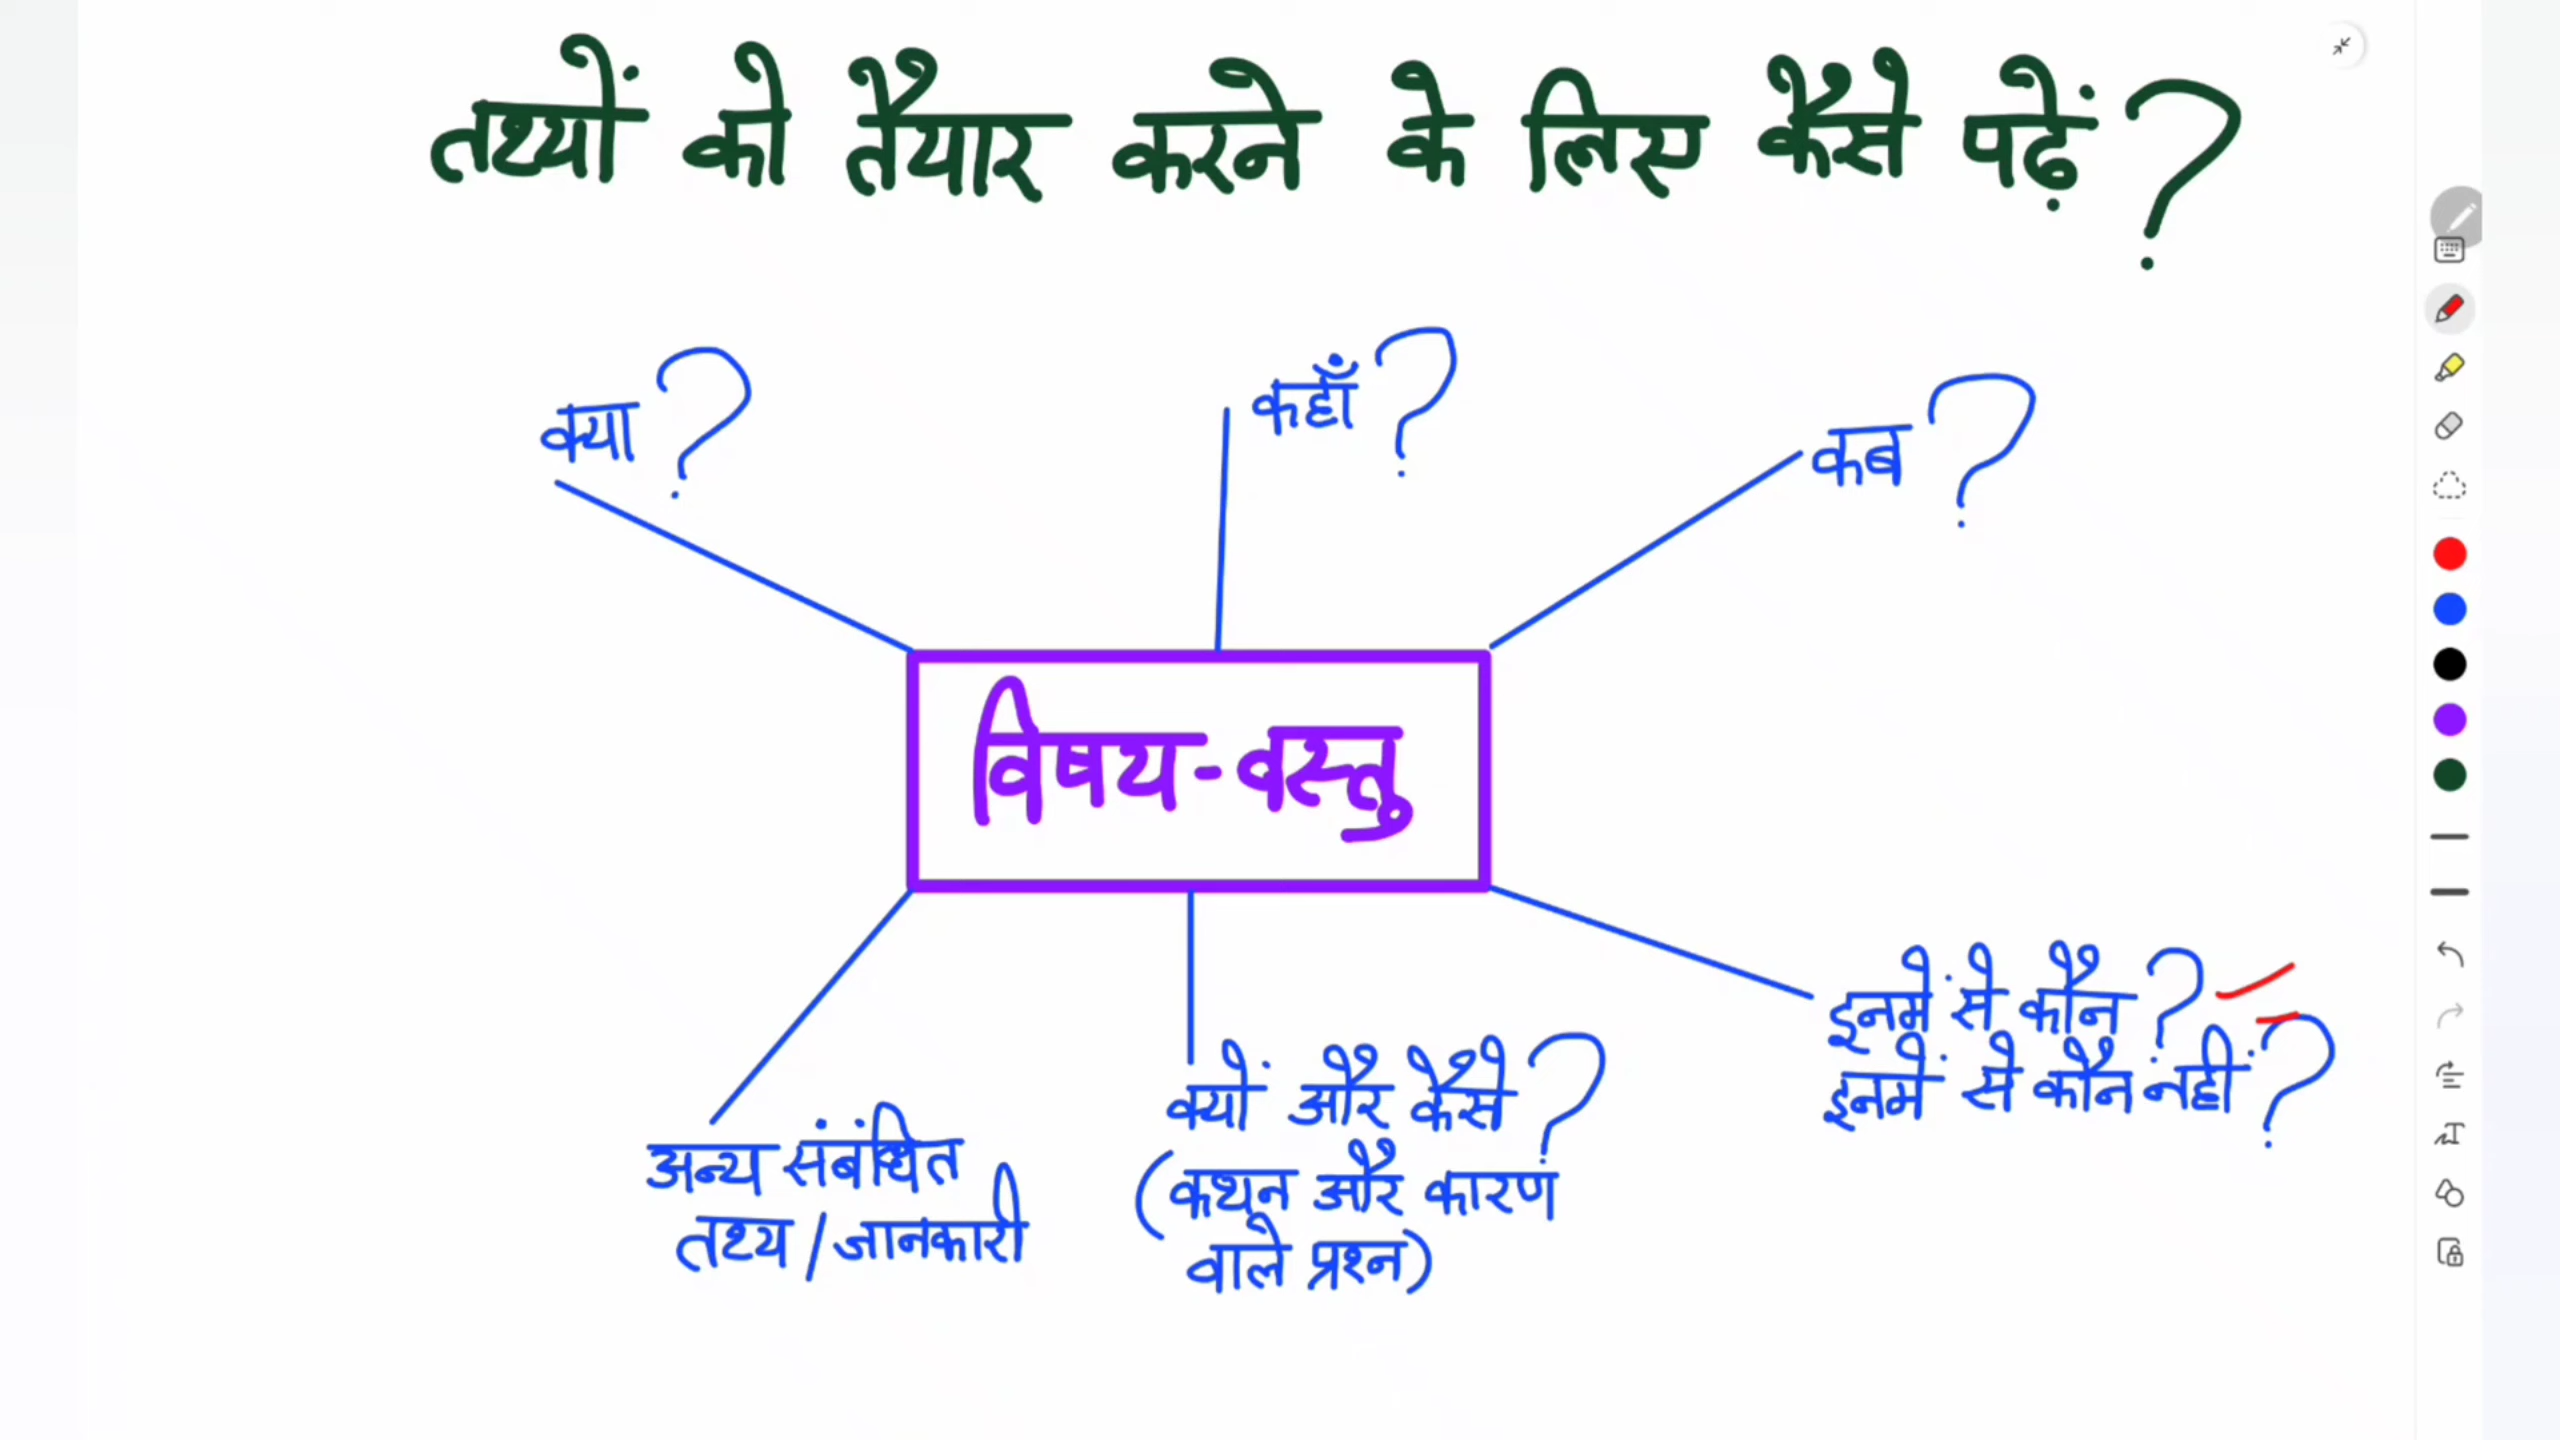 तथ्यों को तैयार करने के लिए कैसे पढ़ें?
क्या?
कहाँ?
कब?
विषय-वस्तु
इनमें से कौन?
इनमें से कौन नहीं?
क्यों और कैसे?
(कथन और कारण
वाले प्रश्न)
अन्य संबंधित
तथ्य/जानकारी